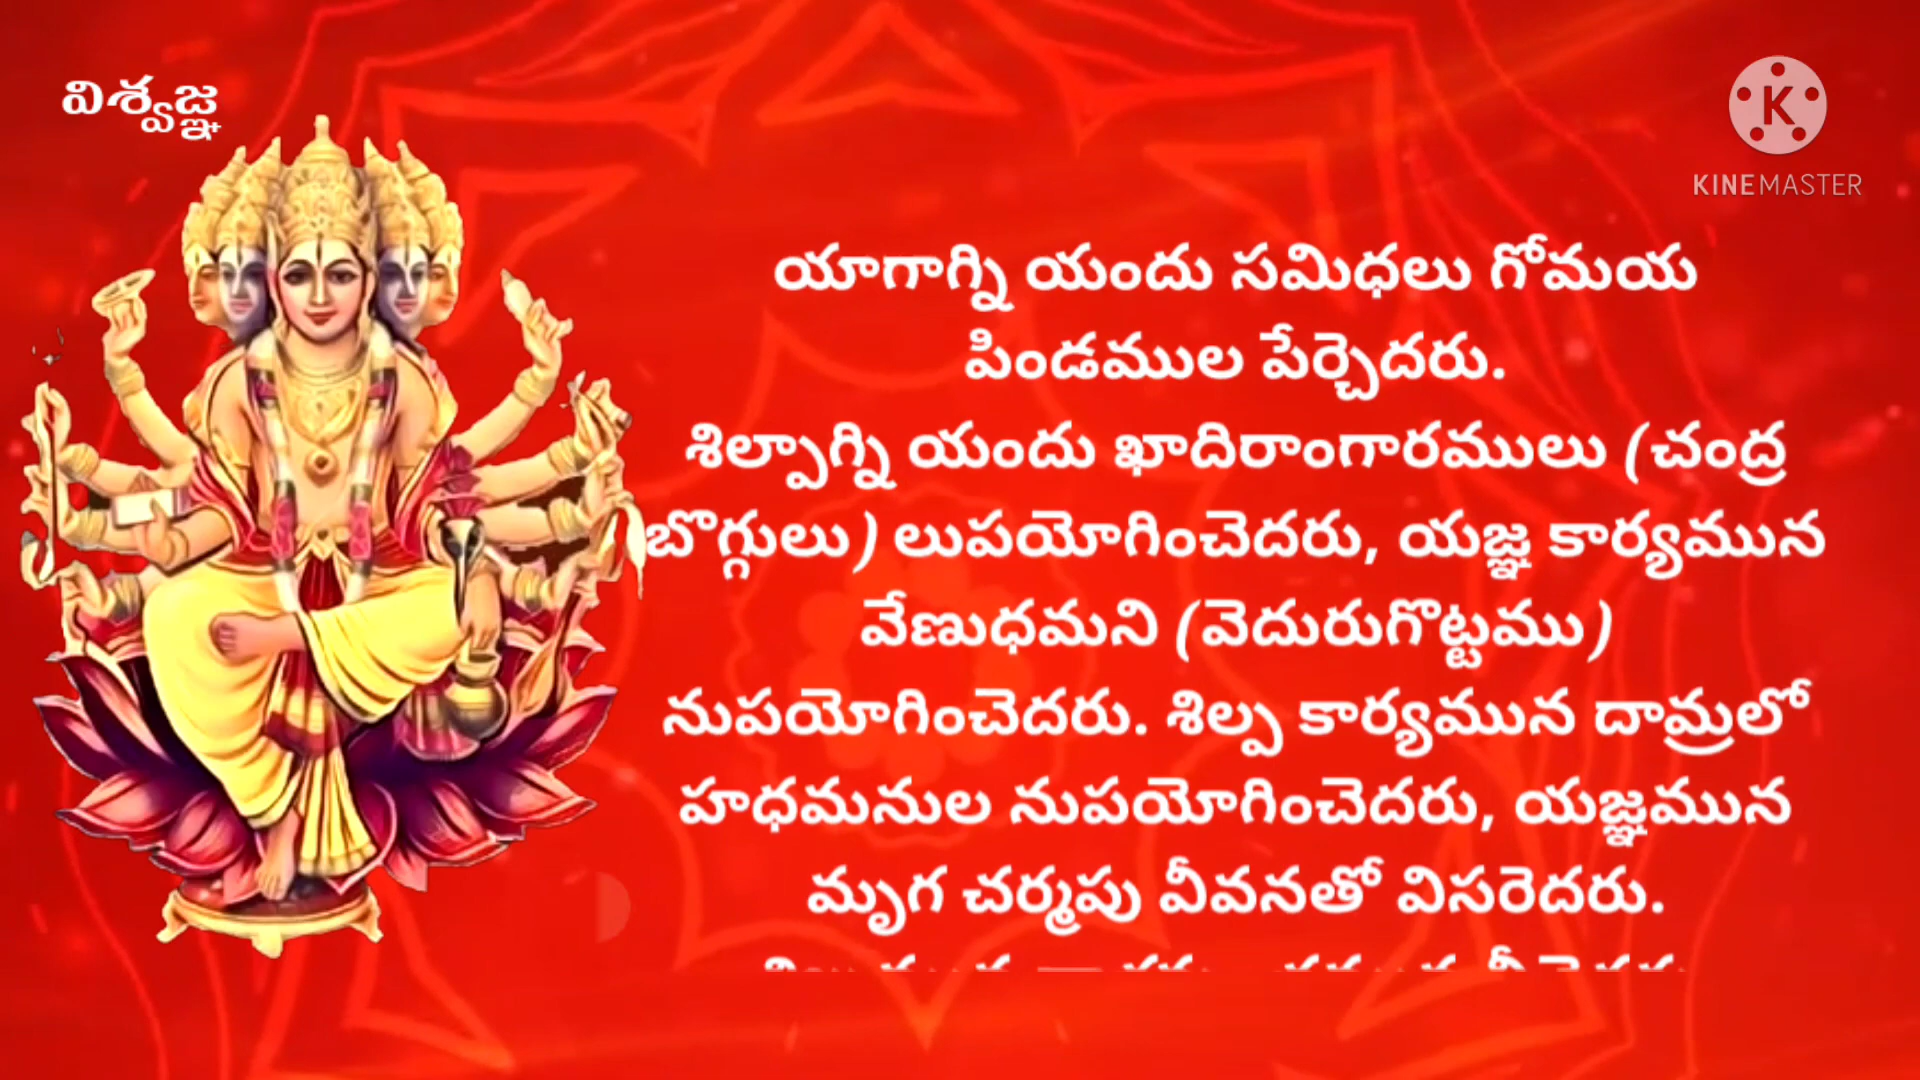 విశ్వజ్ఞ
KINEMASTER
యాగాగ్ని యందు సమిధలు గోమయ
పిండముల పేర్చెదరు.
శిల్పాగ్ని యందు ఖాదిరాంగారములు (చంద్ర
బొగ్గులు) లుపయోగించెదరు, యజ్ఞ కార్యమున
వేణుధమని (వెదురుగొట్టము)
నుపయోగించెదరు. శిల్ప కార్యమున దామ్రలో
హధమనుల నుపయోగించెదరు, యజ్ఞమున
మృగ చర్మపు వీవనతో విసరెదరు.